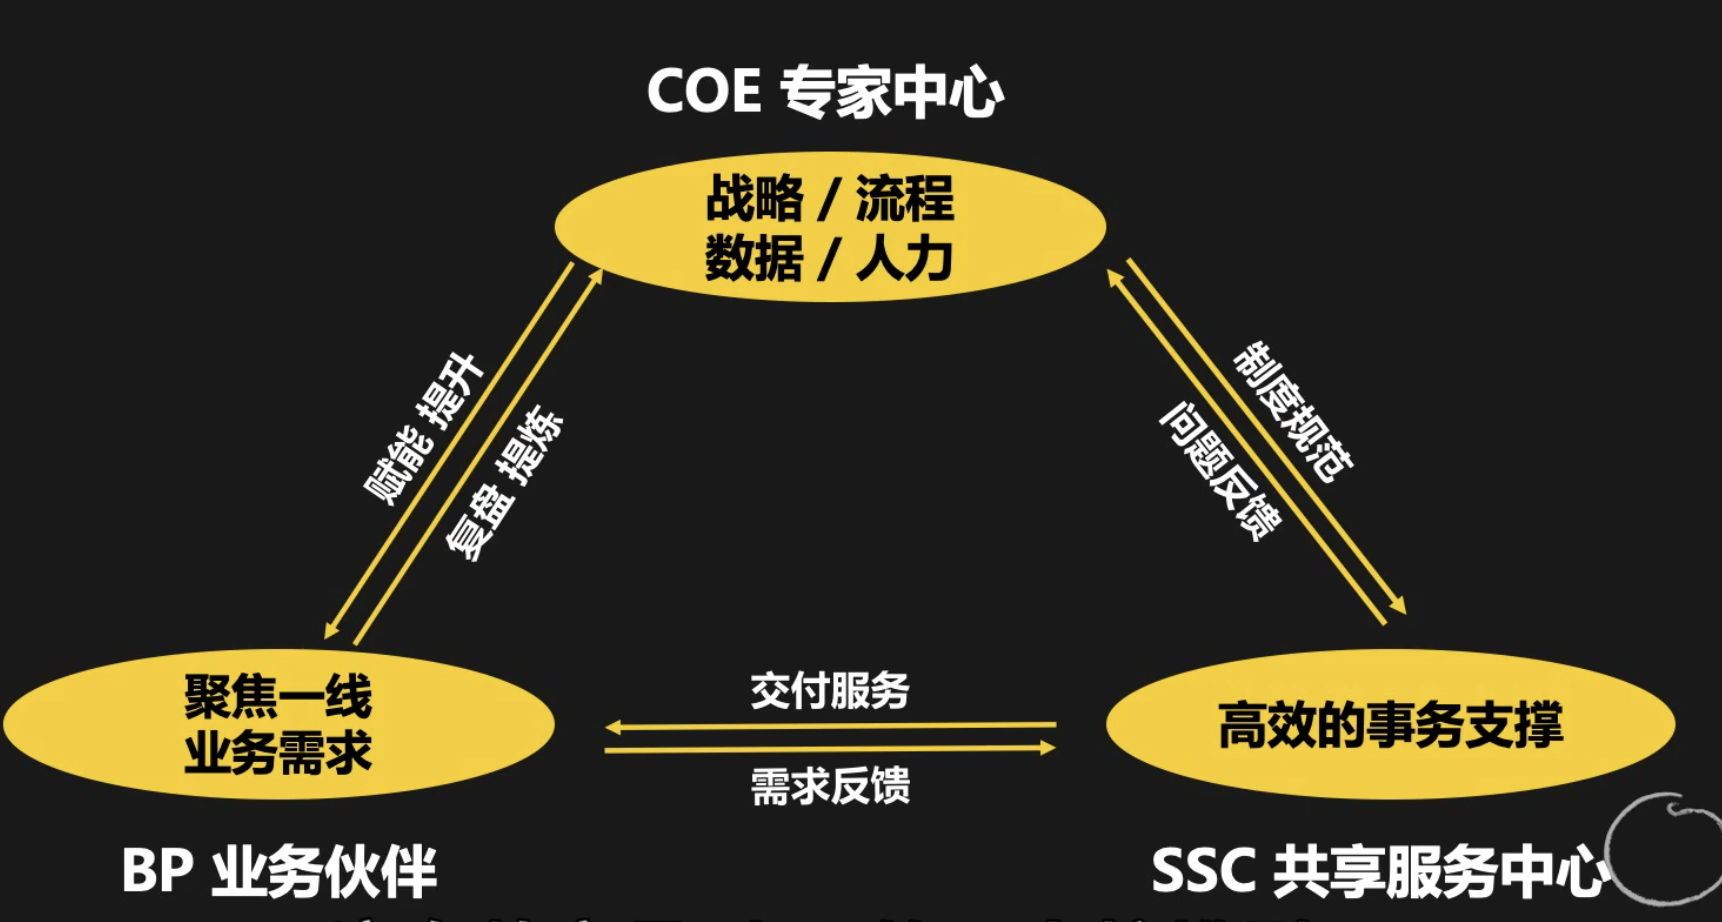 COE 专家中心
战略 / 流程
数据 / 人力
赋能 提升
复盘 提炼
制度规范
问题反馈
聚焦一线
业务需求
交付服务
需求反馈
高效的事务支撑
BP 业务伙伴
SSC 共享服务中心